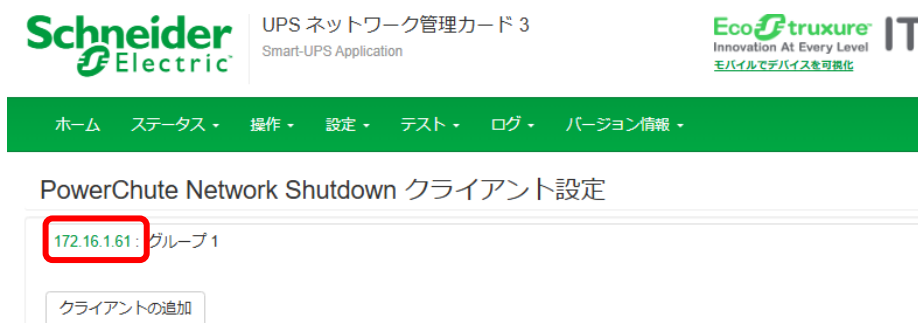 Schneider Electric
UPS ネットワーク管理カード 3
Smart-UPS Application
EcoStruxure IT
Innovation At Every Level
モバイルでデバイスを可視化
ホーム ステータス 操作 設定 テスト ログ バージョン情報
PowerChute Network Shutdown クライアント設定
172.16.1.61 : グループ 1
クライアントの追加